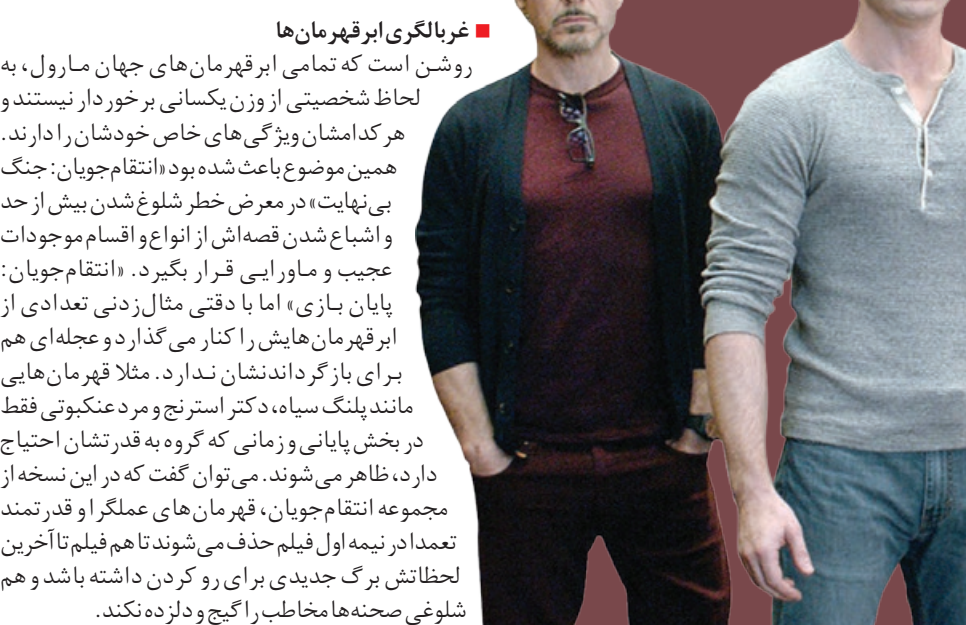 ■ غربالگری ابرقهرمان‌ها
روشن است که تمامی ابرقهرمان‌های جهان مارول، به
لحاظ شخصیتی از وزن یکسانی برخوردار نیستند و
هر کدامشان ویژگی‌های خاص خودشان را دارند.
همین موضوع باعث شده بود «انتقام‌جویان: جنگ
بی‌نهایت» در معرض خطر شلوغ شدن بیش از حد
و اشباع شدن قصه‌اش از انواع و اقسام موجودات
عجیب و ماورایی قرار بگیرد. «انتقام‌جویان:
پایان بازی» اما با دقتی مثال‌زدنی تعدادی از
ابرقهرمان‌هایش را کنار می‌گذارد و عجله‌ای هم
برای بازگرداندنشان ندارد. مثلا قهرمان‌هایی
مانند پلنگ سیاه، دکتر استرنج و مرد عنکبوتی فقط
در بخش پایانی و زمانی که گروه به قدرتشان احتیاج
دارد، ظاهر می‌شوند. می‌توان گفت که در این نسخه از
مجموعه انتقام‌جویان، قهرمان‌های عملگرا و قدرتمند
تعمدا در نیمه اول فیلم حذف می‌شوند تا هم فیلم تا آخرین
لحظاتش برگ جدیدی برای رو کردن داشته باشد و هم
شلوغی صحنه‌ها مخاطب را گیج و دلزده نکند.